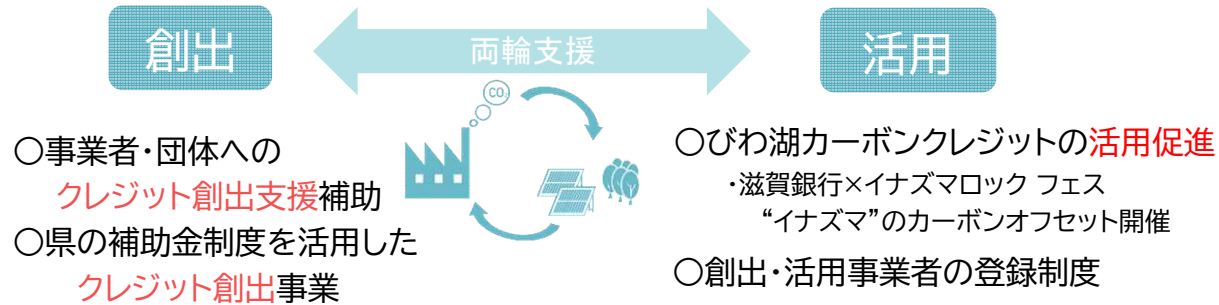 創出
両輪支援
活用
CO₂
〇事業者・団体への
クレジット創出支援補助
〇県の補助金制度を活用した
クレジット創出事業
〇びわ湖カーボンクレジットの活用促進
・滋賀銀行×イナズマロック フェス
“イナズマ”のカーボンオフセット開催
〇創出・活用事業者の登録制度